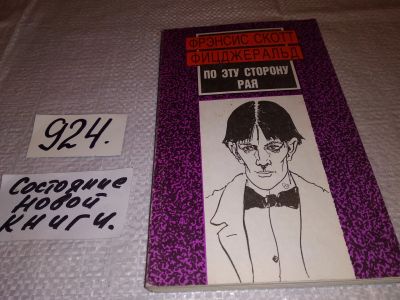 924.
Состояние
новой
книги.
ФРЭНСИС СКОТТ
ФИЦДЖЕРАЛЬД
ПО ЭТУ СТОРОНУ
РАЯ